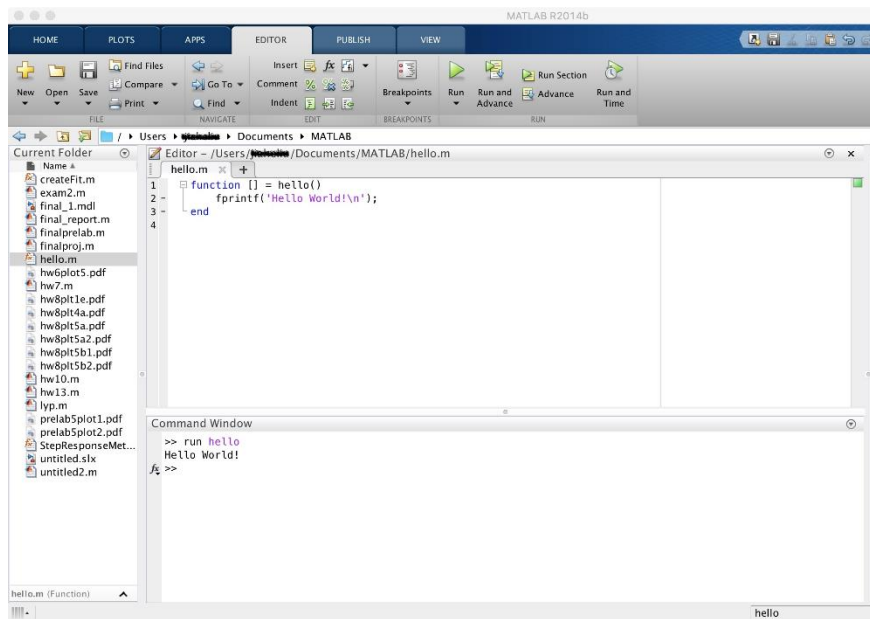 MATLAB R2014b
HOME PLOTS APPS EDITOR PUBLISH VIEW
New Open Save Find Files Compare Print
Go To Find
Insert fx Comment Indent
Breakpoints
Run Run and Advance Run Section Advance Run and Time
FILE NAVIGATE EDIT BREAKPOINTS RUN
/ Users Documents MATLAB
Current Folder
Name
createFit.m
exam2.m
final_1.mdl
final_report.m
finalprelab.m
finalproj.m
hello.m
hw6plot5.pdf
hw7.m
hw8plt1e.pdf
hw8plt4a.pdf
hw8plt5a.pdf
hw8plt5a2.pdf
hw8plt5b1.pdf
hw8plt5b2.pdf
hw10.m
hw13.m
lyp.m
prelab5plot1.pdf
prelab5plot2.pdf
StepResponseMet...
untitled.slx
untitled2.m
hello.m (Function)
Editor – /Users/ /Documents/MATLAB/hello.m
hello.m × +
1 function [] = hello()
2 - fprintf('Hello World!\n');
3 - end
4
Command Window
>> run hello
Hello World!
fx >>
hello